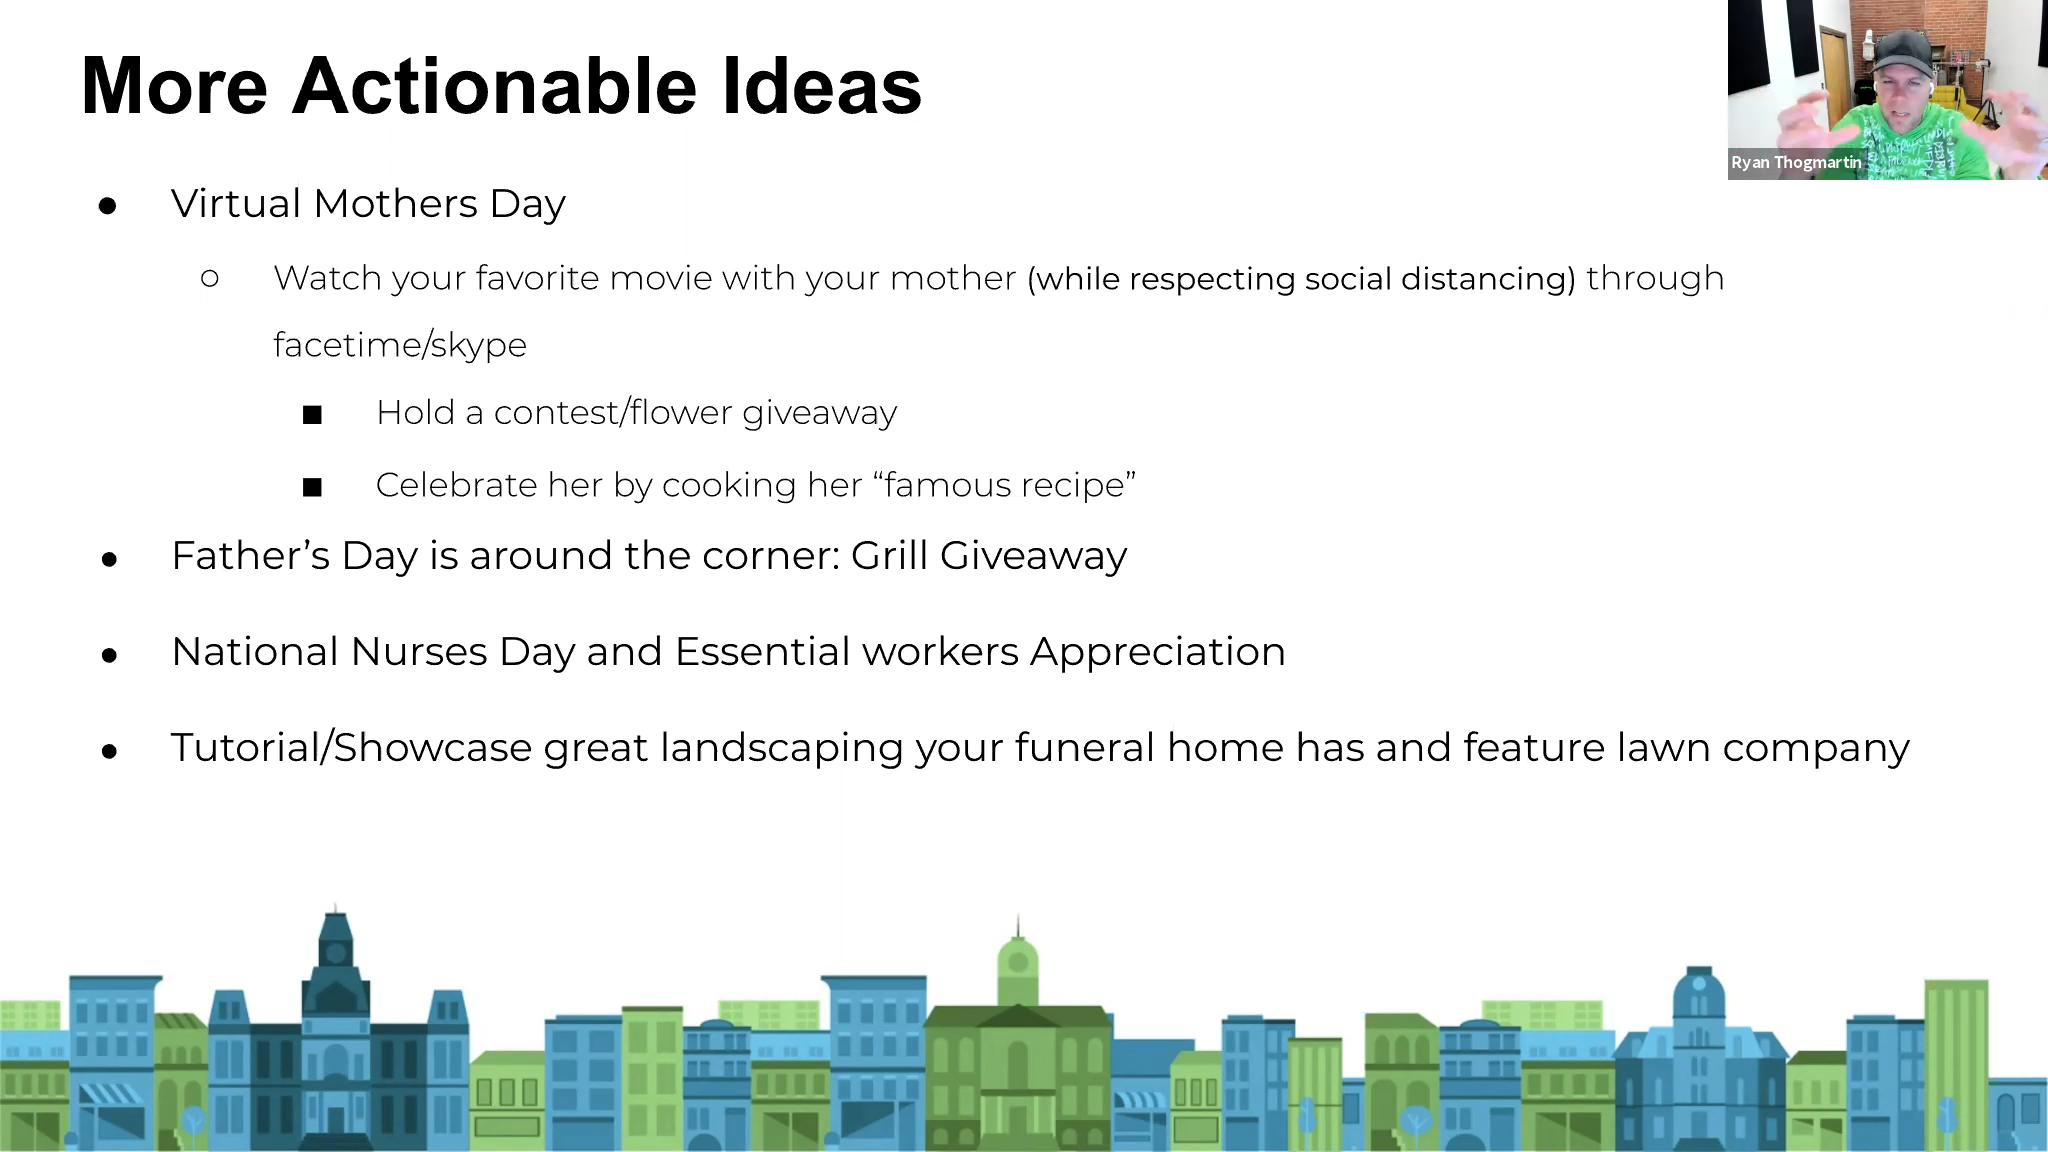 More Actionable Ideas
Ryan Thogmartin
● Virtual Mothers Day
○ Watch your favorite movie with your mother (while respecting social distancing) through
facetime/skype
■ Hold a contest/flower giveaway
■ Celebrate her by cooking her “famous recipe”
● Father’s Day is around the corner: Grill Giveaway
● National Nurses Day and Essential workers Appreciation
● Tutorial/Showcase great landscaping your funeral home has and feature lawn company